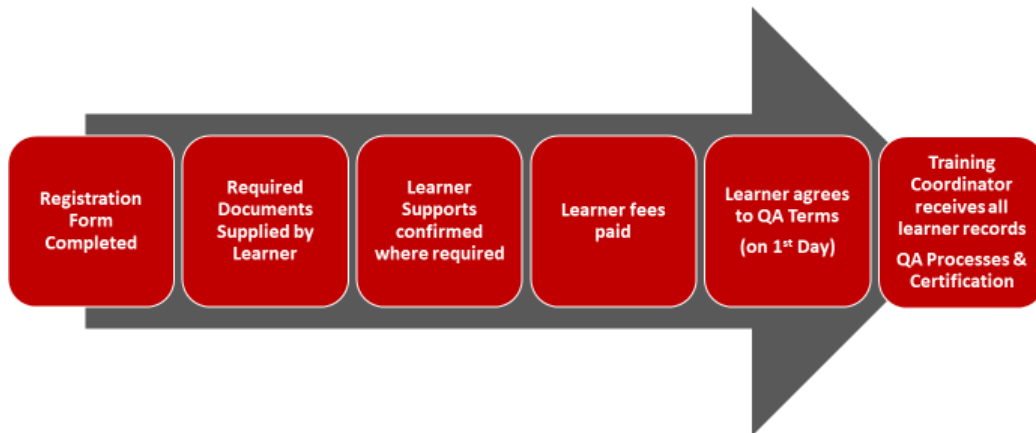 Registration
Form
Completed
Required
Documents
Supplied by
Learner
Learner
Supports
confirmed
where required
Learner fees
paid
Learner agrees
to QA Terms
(on 1st Day)
Training
Coordinator
receives all
learner records
QA Processes &
Certification